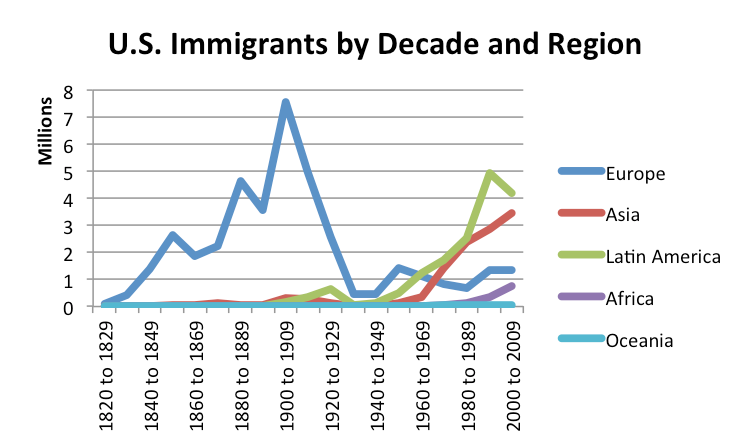 U.S. Immigrants by Decade and Region
Millions
8
7
6
5
4
3
2
1
0
1820 to 1829
1840 to 1849
1860 to 1869
1880 to 1889
1900 to 1909
1920 to 1929
1940 to 1949
1960 to 1969
1980 to 1989
2000 to 2009
Europe
Asia
Latin America
Africa
Oceania